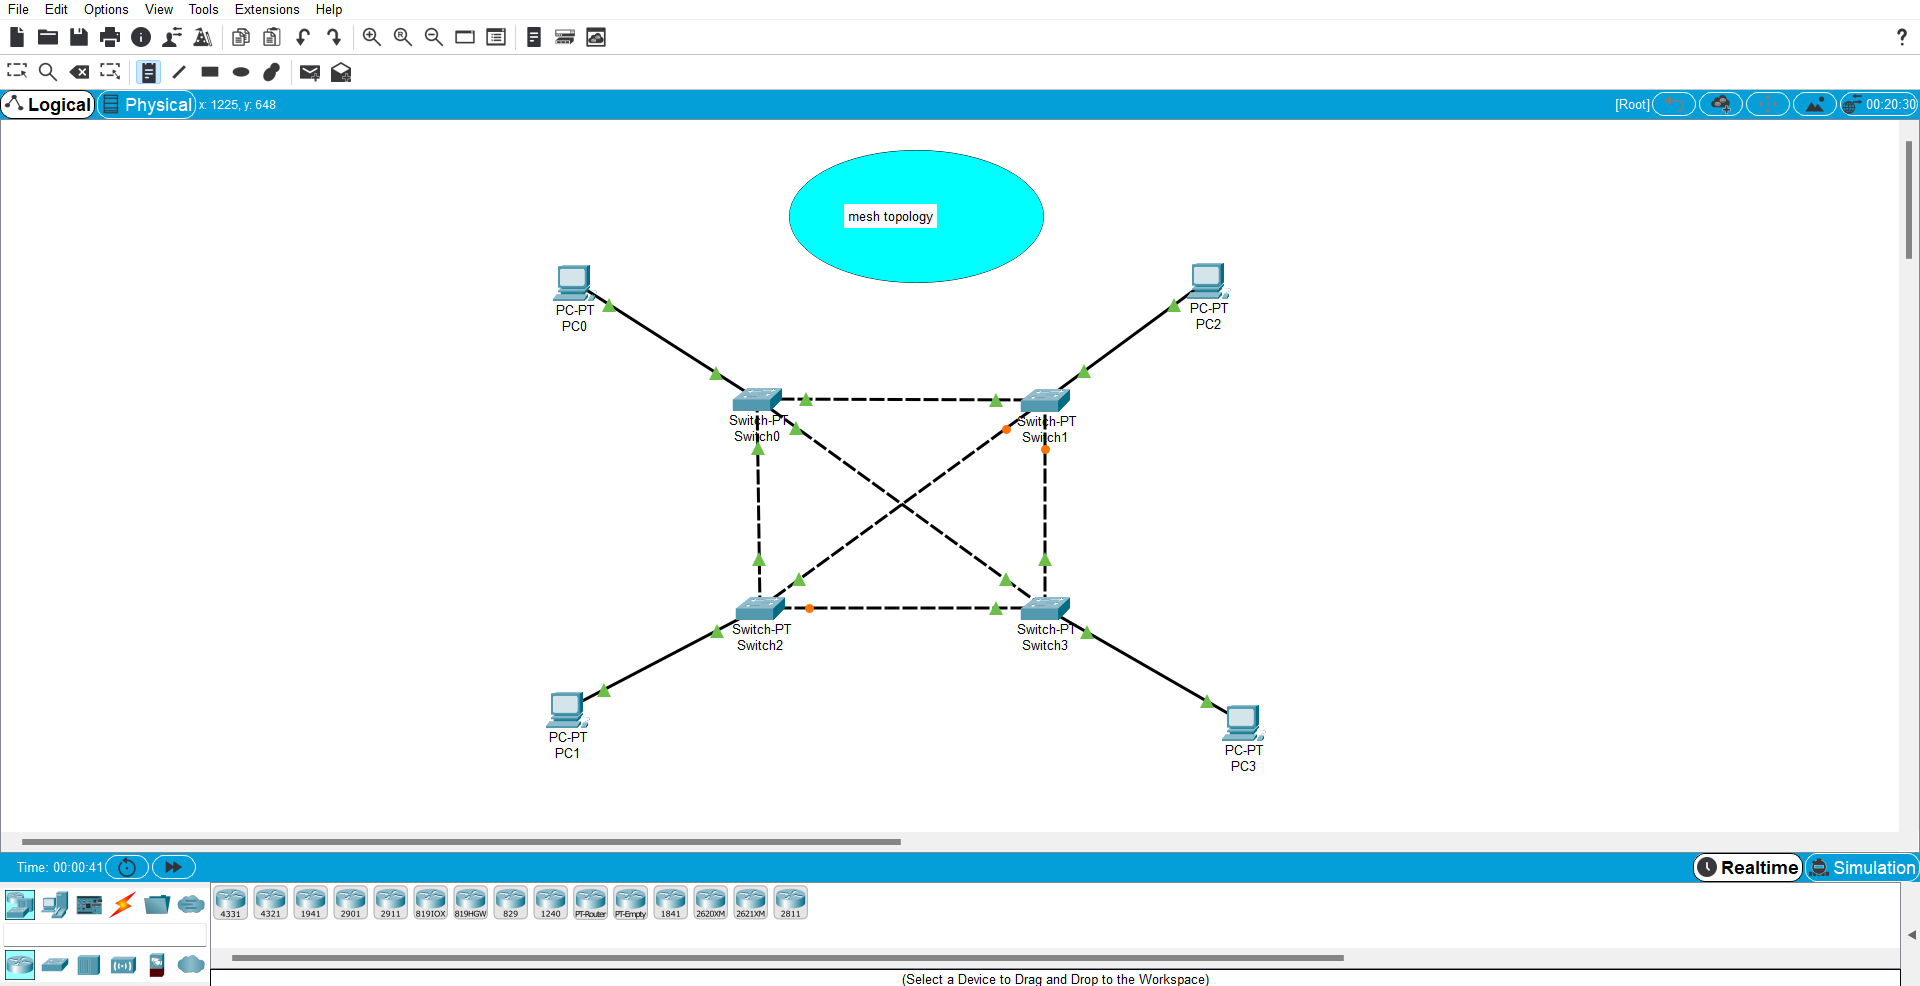 File Edit Options View Tools Extensions Help
?
Logical Physical x: 1225, y: 648 [Root] 00:20:30
mesh topology
PC-PT
PC0
PC-PT
PC2
Switch-PT
Switch0
Switch-PT
Switch1
Switch-PT
Switch2
Switch-PT
Switch3
PC-PT
PC1
PC-PT
PC3
Time: 00:00:41 Realtime Simulation
4331 4321 1941 2901 2911 819IOX 819HGW 829 1240 PT-Router PT-Empty 1841 2620XM 2621XM 2811
(Select a Device to Drag and Drop to the Workspace)